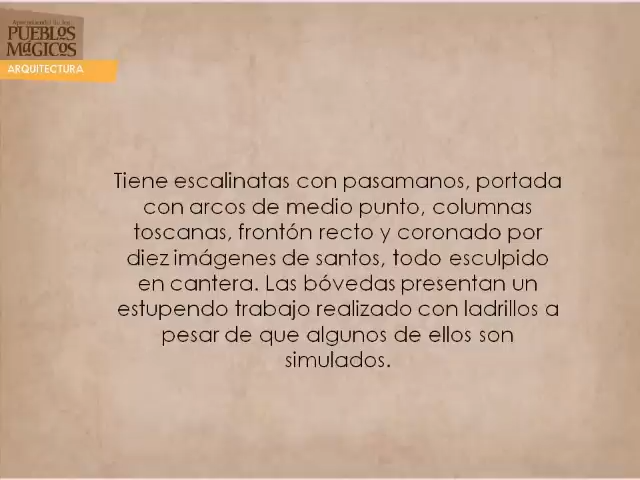 Aprendiendo de los
PUEBLOS
MáGICOS
ARQUITECTURA
Tiene escalinatas con pasamanos, portada
con arcos de medio punto, columnas
toscanas, frontón recto y coronado por
diez imágenes de santos, todo esculpido
en cantera. Las bóvedas presentan un
estupendo trabajo realizado con ladrillos a
pesar de que algunos de ellos son
simulados.